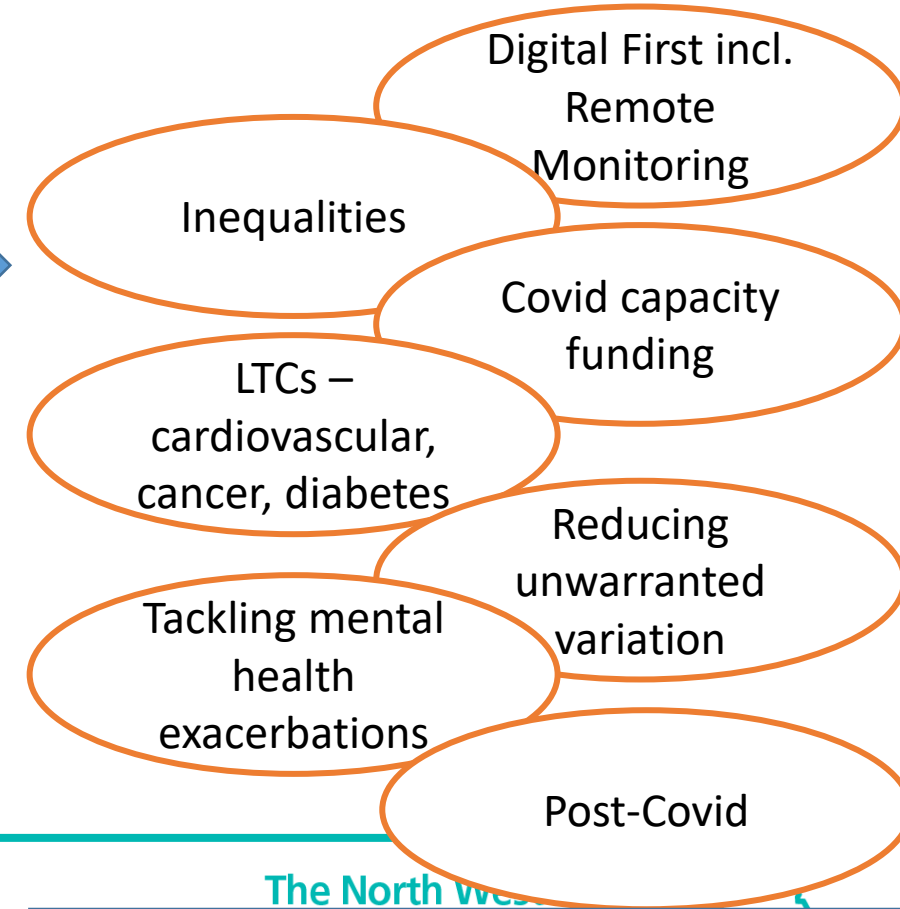 Digital First incl.
Remote
Monitoring
Inequalities
Covid capacity
funding
LTCs –
cardiovascular,
cancer, diabetes
Reducing
unwarranted
variation
Tackling mental
health
exacerbations
Post-Covid
The North